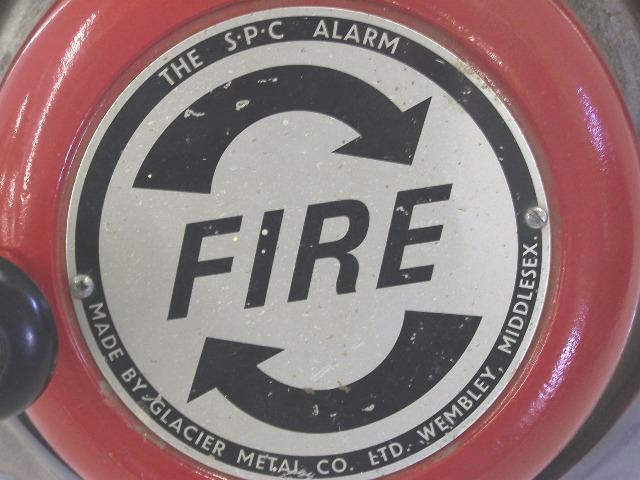 THE S·P·C ALARM
FIRE
MADE BY GLACIER METAL CO. LTD. WEMBLEY, MIDDLESEX.